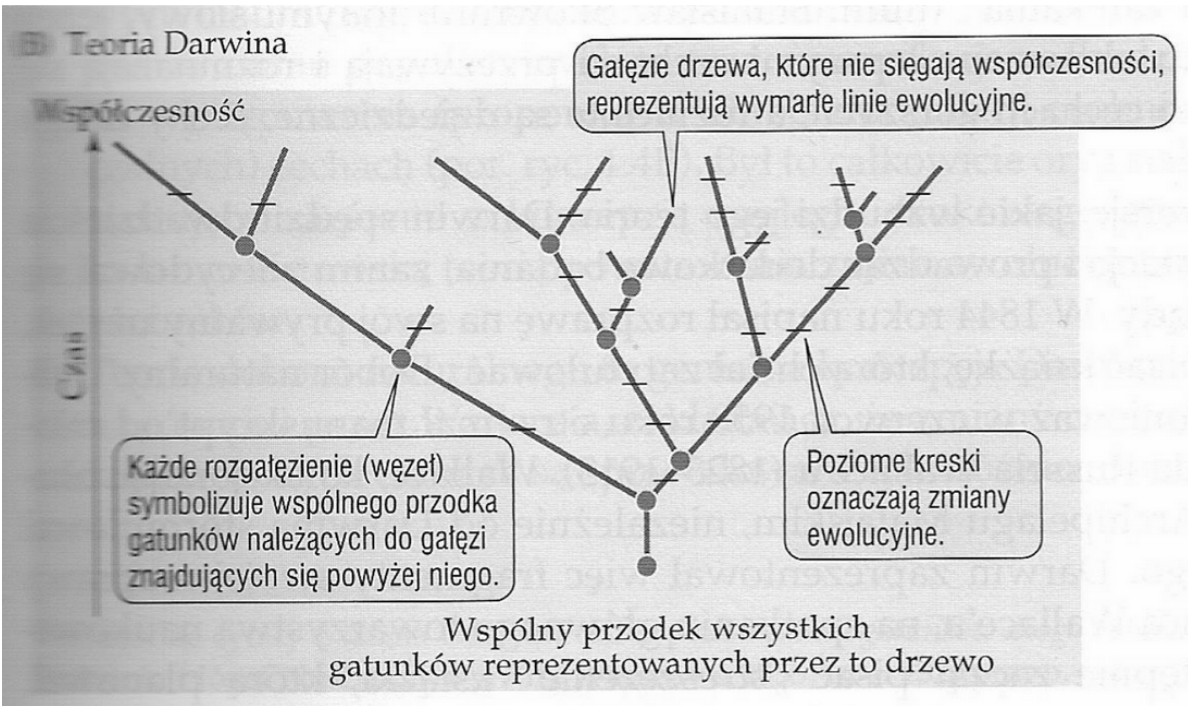 Teoria Darwina
Współczesność
Gałęzie drzewa, które nie sięgają współczesności,
reprezentują wymarłe linie ewolucyjne.
Czas
Każde rozgałęzienie (węzeł)
symbolizuje wspólnego przodka
gatunków należących do gałęzi
znajdujących się powyżej niego.
Poziome kreski
oznaczają zmiany
ewolucyjne.
Wspólny przodek wszystkich
gatunków reprezentowanych przez to drzewo